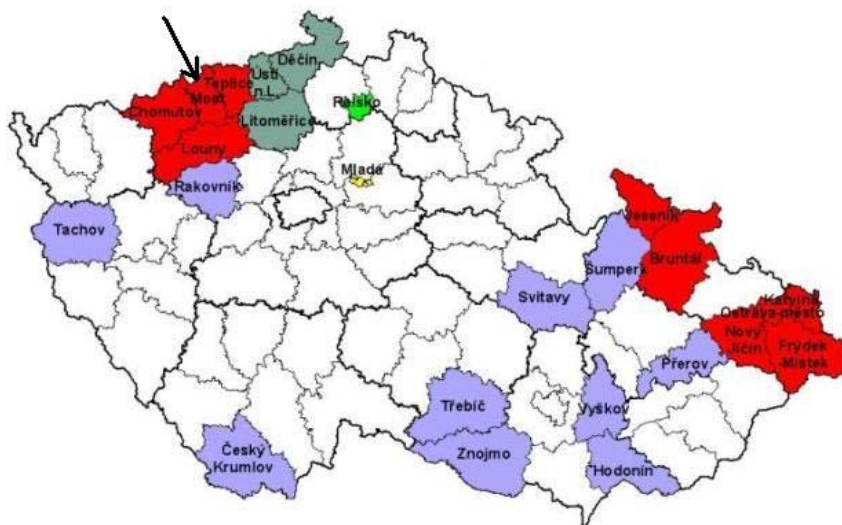 Děčín
Ústí
n.L.
Teplice
Most
Chomutov
Litoměřice
Ralsko
Louny
Mladá
Rakovník
Tachov
Jeseník
Bruntál
Šumperk
Svitavy
Karviná
Ostrava-město
Nový
Jičín
Frýdek
-Místek
Přerov
Třebíč
Vyškov
Český
Krumlov
Znojmo
Hodonín